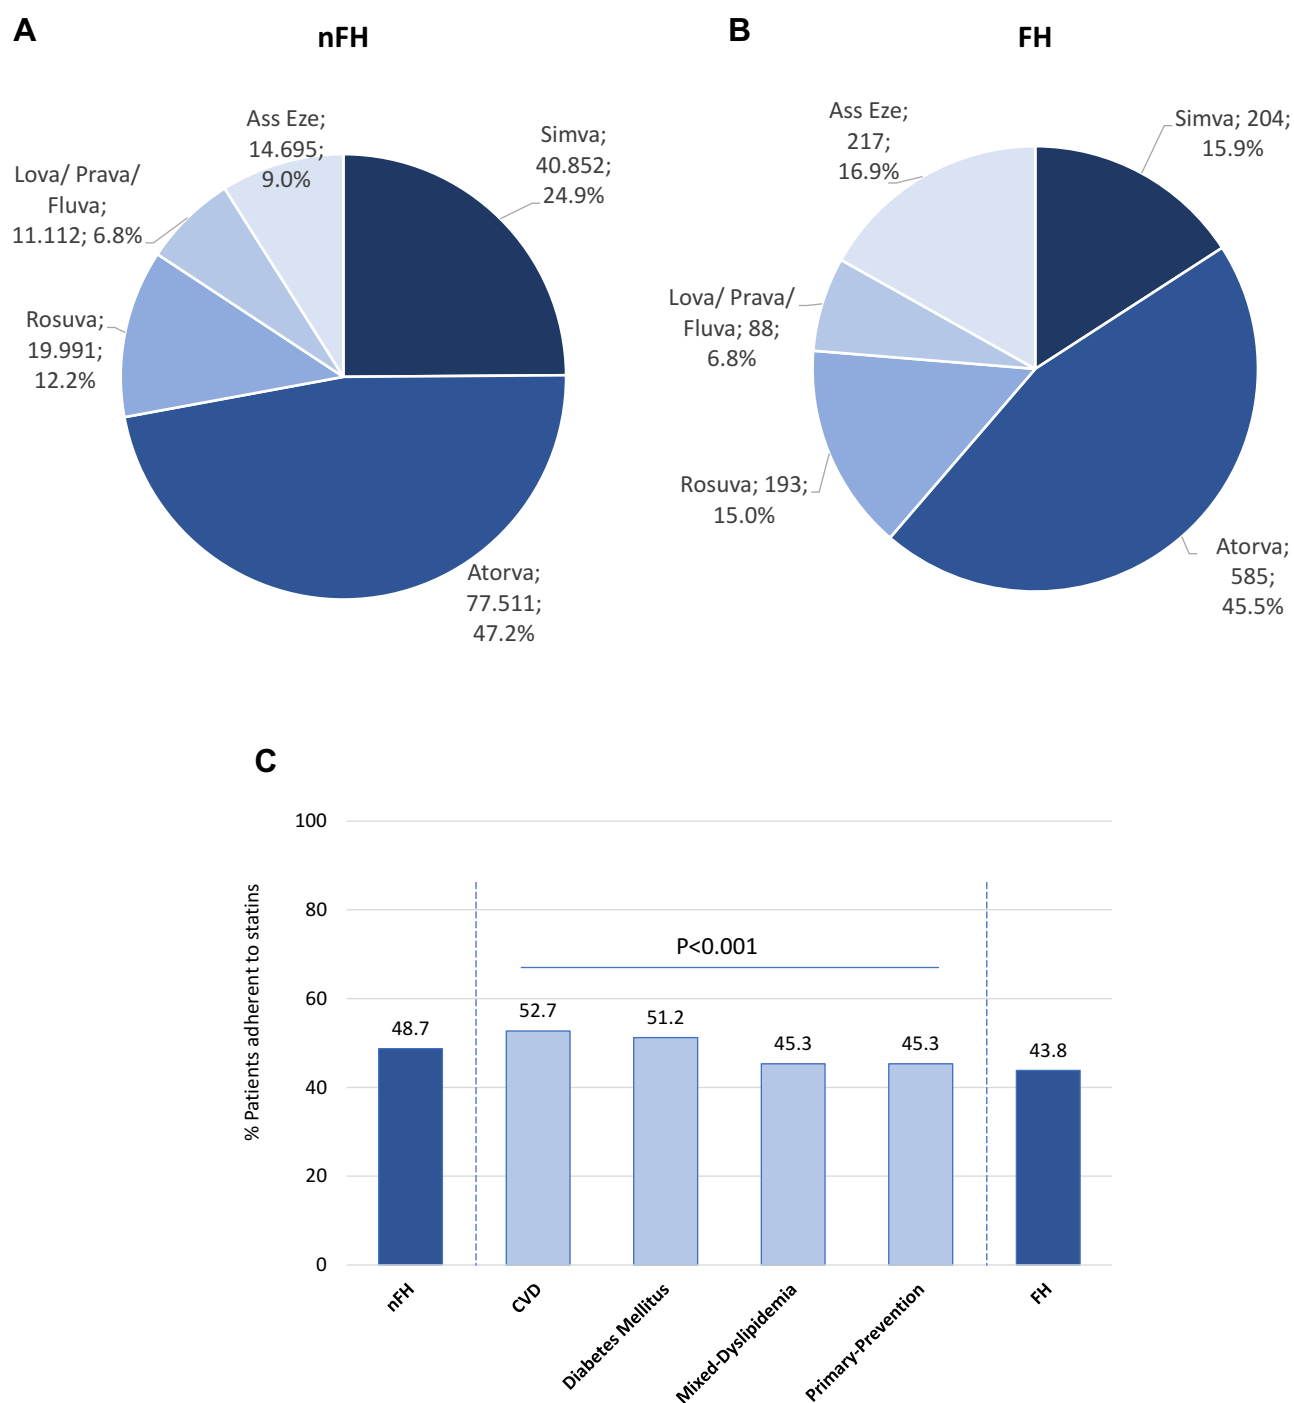 A
nFH
Ass Eze;
14.695;
9.0%
Simva;
40.852;
24.9%
Lova/ Prava/
Fluva;
11.112; 6.8%
Rosuva;
19.991;
12.2%
Atorva;
77.511;
47.2%
B
FH
Ass Eze;
217;
16.9%
Simva; 204;
15.9%
Lova/ Prava/
Fluva; 88;
6.8%
Rosuva; 193;
15.0%
Atorva;
585;
45.5%
C
% Patients adherent to statins
100
80
60
40
20
0
P<0.001
48.7
52.7
51.2
45.3
45.3
43.8
nFH
CVD
Diabetes Mellitus
Mixed-Dyslipidemia
Primary-Prevention
FH